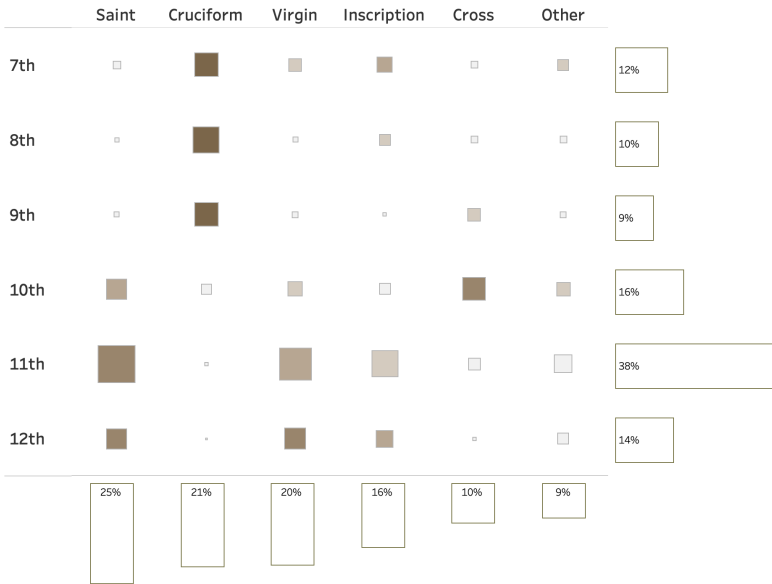 Saint Cruciform Virgin Inscription Cross Other
7th 12%
8th 10%
9th 9%
10th 16%
11th 38%
12th 14%
25% 21% 20% 16% 10% 9%